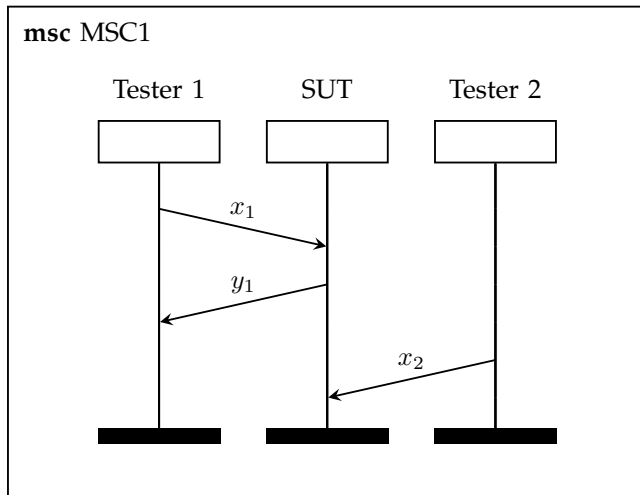 msc MSC1
Tester 1 SUT Tester 2
x₁
y₁
x₂